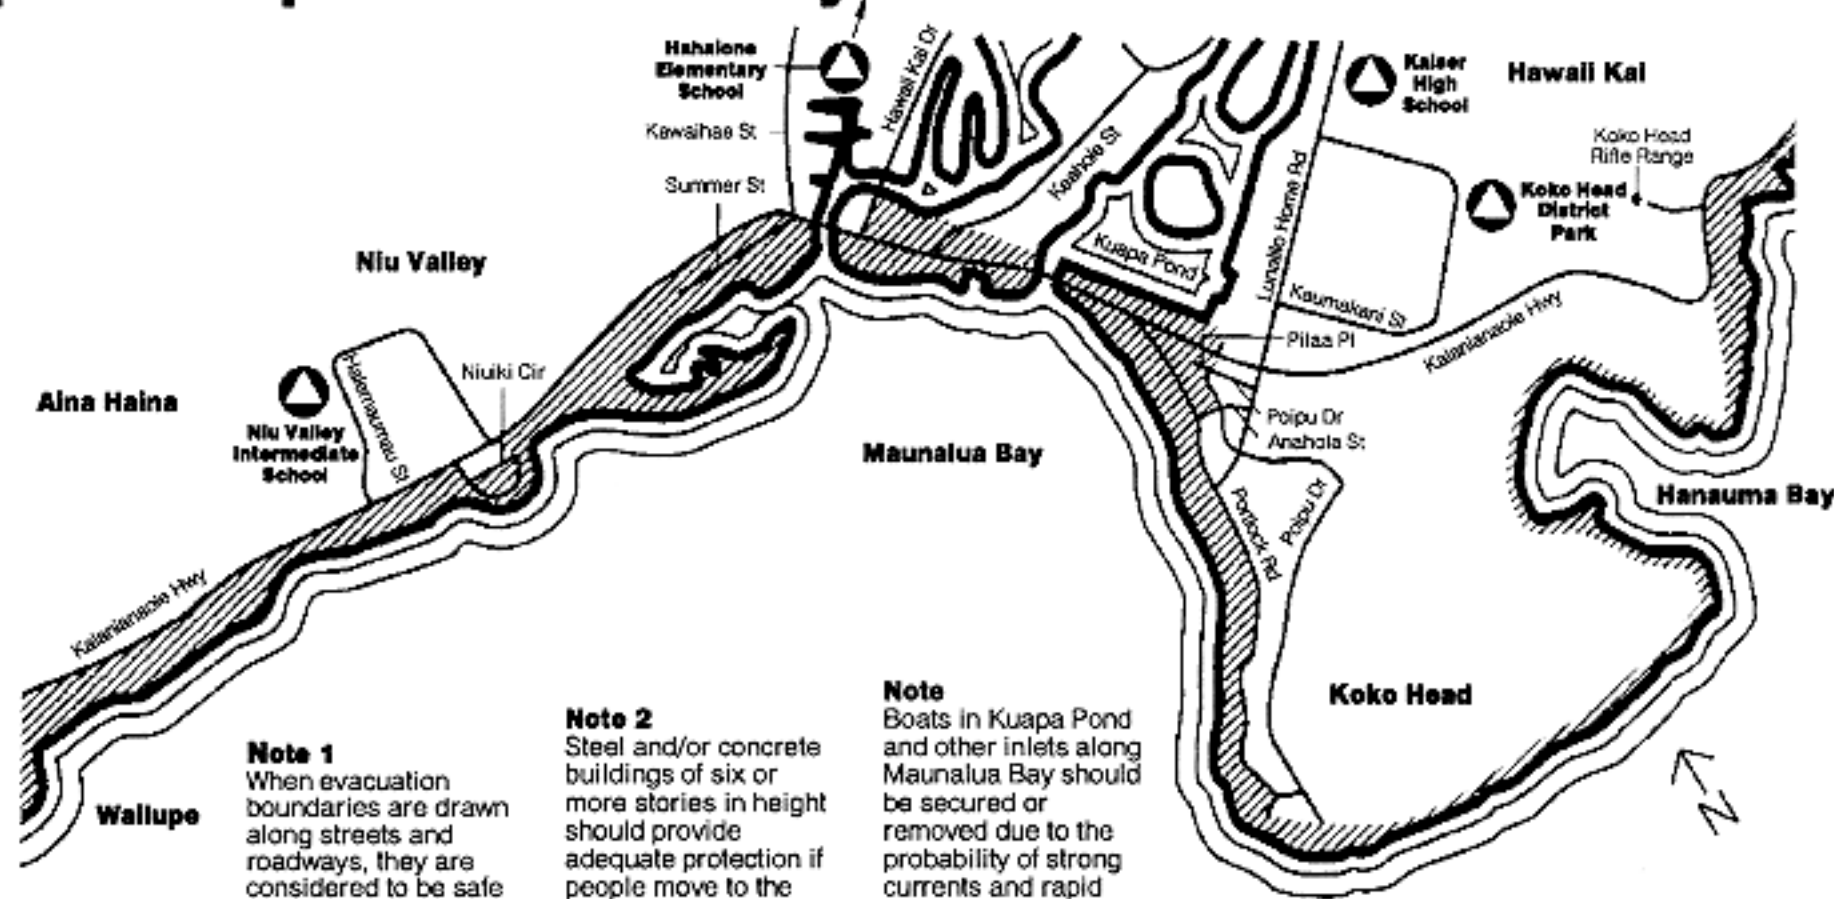 Hahaione
Elementary
School
Hawaii Kai Dr
Kaiser
High
School
Hawaii Kai
Kawaihae St
Keahole St
Koko Head
Rifle Range
Summer St
Lunalilo Home Rd
Koko Head
District
Park
Niu Valley
Kuapa Pond
Kaumakani St
Kalanianaole Hwy
Pilaa Pl
Niuiki Cir
Halemaumau St
Aina Haina
Niu Valley
Intermediate
School
Poipu Dr
Anahola St
Maunalua Bay
Hanauma Bay
Portlock Rd
Poipu Dr
Kalanianaole Hwy
Koko Head
Wailupe
N
Note 1
When evacuation
boundaries are drawn
along streets and
roadways, they are
considered to be safe
Note 2
Steel and/or concrete
buildings of six or
more stories in height
should provide
adequate protection if
people move to the
Note
Boats in Kuapa Pond
and other inlets along
Maunalua Bay should
be secured or
removed due to the
probability of strong
currents and rapid